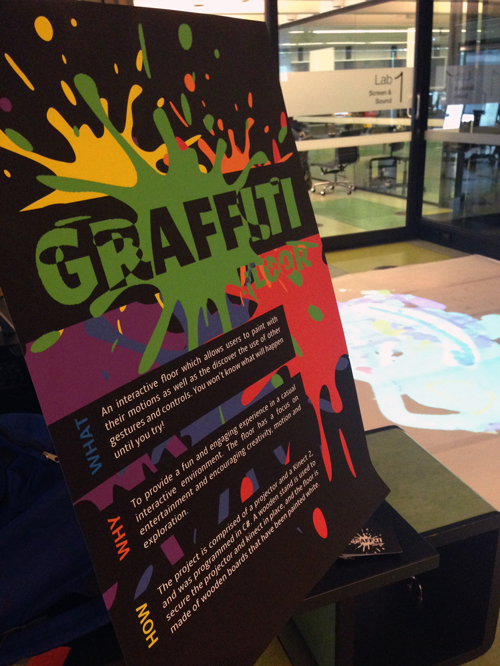 Lab 1
Screen &
Sound
GRAFFITI
FLOOR
WHAT
An interactive floor which allows users to paint with
their motions as well as the discover the use of other
gestures and controls. You won't know what will happen
until you try!
WHY
To provide a fun and engaging experience in a casual
interactive environment. The floor has a focus on
entertainment and encouraging creativity, motion and
exploration.
HOW
The project is comprised of a projector and a kinect 2,
and was programmed in C#. A wooden stand is used to
secure the projector and kinect in place, and the floor is
made of wooden boards that have been painted white.
GRAFFITI